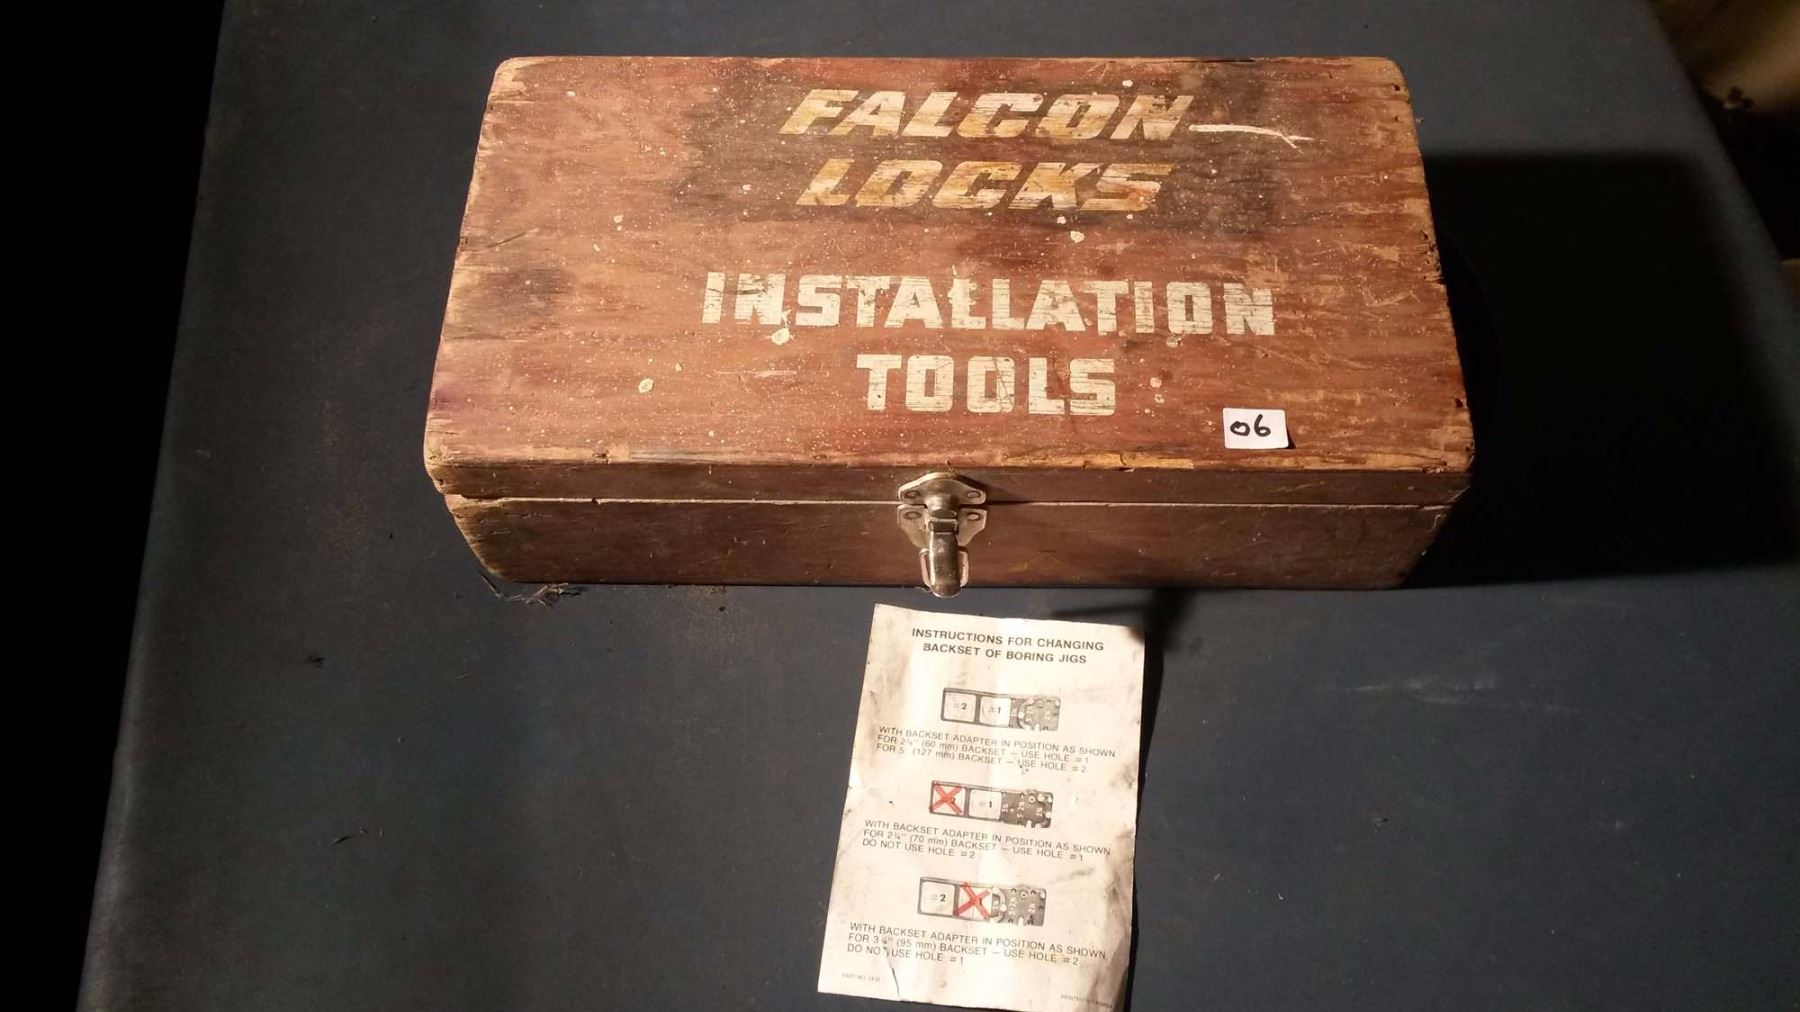 FALCON
LOCKS
INSTALLATION
TOOLS
06
INSTRUCTIONS FOR CHANGING
BACKSET OF BORING JIGS
#2 #1
WITH BACKSET ADAPTER IN POSITION AS SHOWN
FOR 2⅜" (60 mm) BACKSET – USE HOLE #1
FOR 5" (127 mm) BACKSET – USE HOLE #2
#1
WITH BACKSET ADAPTER IN POSITION AS SHOWN
FOR 2¾" (70 mm) BACKSET – USE HOLE #1
DO NOT USE HOLE #2
#2
WITH BACKSET ADAPTER IN POSITION AS SHOWN,
FOR 3¾" (95 mm) BACKSET – USE HOLE #2
DO NOT USE HOLE #1
PART NO.
PRINTED IN